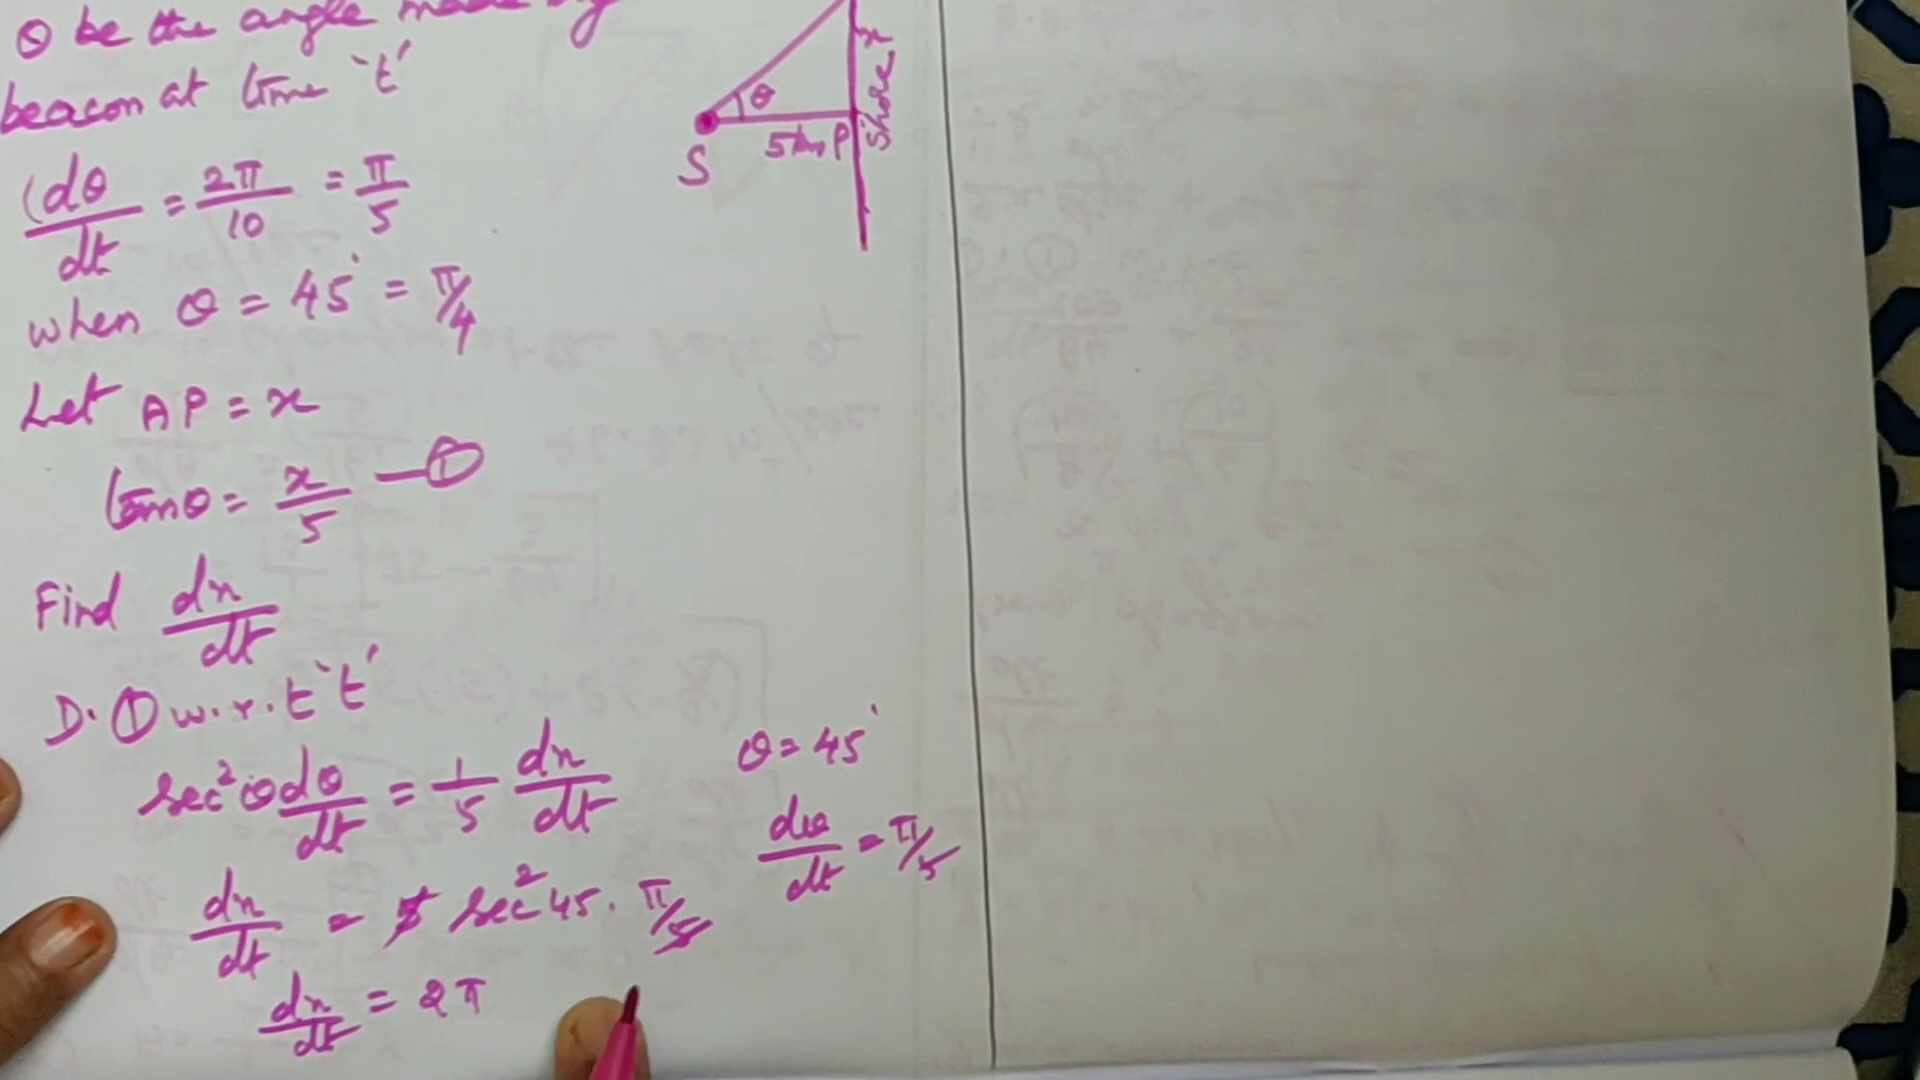 θ be the angle made by
beacon at time 't'
(dθ/dt = 2π/10 = π/5
when θ = 45° = π/4
Let AP = x
tanθ = x/5 — ①
Find dx/dt
D. ① w.r.t 't'
sec²θ dθ/dt = 1/5 dx/dt
dx/dt = 5 sec²45. π/5
dx/dt = 2π
θ = 45°
dθ/dt = π/5
θ
5km P
S
x
Shore